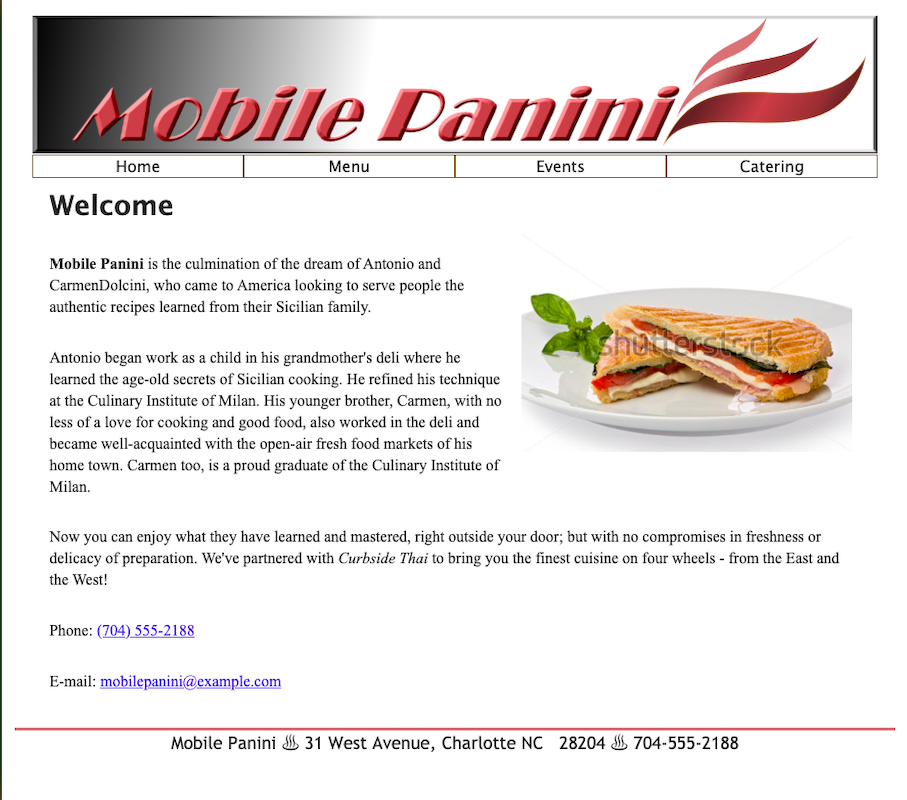 Mobile Panini
Home Menu Events Catering
Welcome
Mobile Panini is the culmination of the dream of Antonio and
CarmenDolcini, who came to America looking to serve people the
authentic recipes learned from their Sicilian family.
shutterstock
Antonio began work as a child in his grandmother's deli where he
learned the age-old secrets of Sicilian cooking. He refined his technique
at the Culinary Institute of Milan. His younger brother, Carmen, with no
less of a love for cooking and good food, also worked in the deli and
became well-acquainted with the open-air fresh food markets of his
home town. Carmen too, is a proud graduate of the Culinary Institute of
Milan.
Now you can enjoy what they have learned and mastered, right outside your door; but with no compromises in freshness or
delicacy of preparation. We've partnered with Curbside Thai to bring you the finest cuisine on four wheels - from the East and
the West!
Phone: (704) 555-2188
E-mail: mobilepanini@example.com
Mobile Panini ♨ 31 West Avenue, Charlotte NC 28204 ♨ 704-555-2188